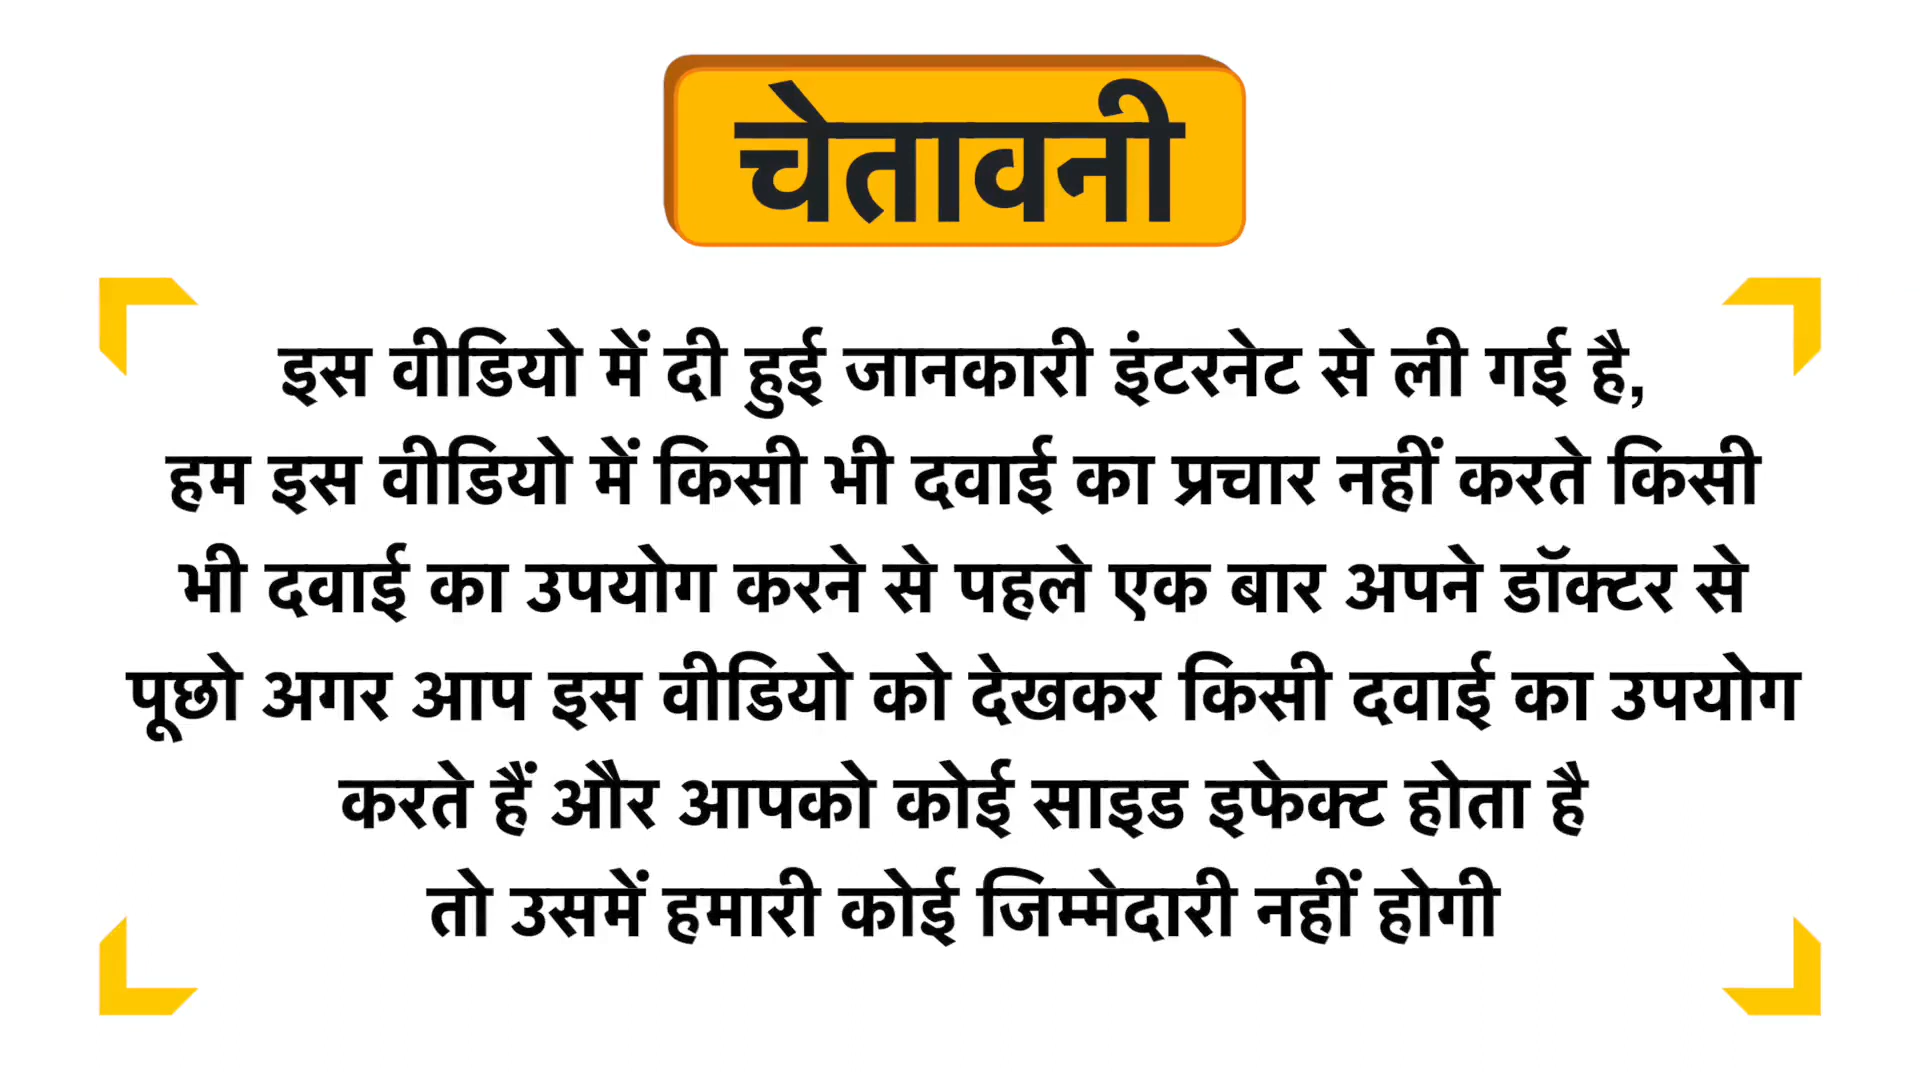 चेतावनी
इस वीडियो में दी हुई जानकारी इंटरनेट से ली गई है,
हम इस वीडियो में किसी भी दवाई का प्रचार नहीं करते किसी
भी दवाई का उपयोग करने से पहले एक बार अपने डॉक्टर से
पूछो अगर आप इस वीडियो को देखकर किसी दवाई का उपयोग
करते हैं और आपको कोई साइड इफेक्ट होता है
तो उसमें हमारी कोई जिम्मेदारी नहीं होगी